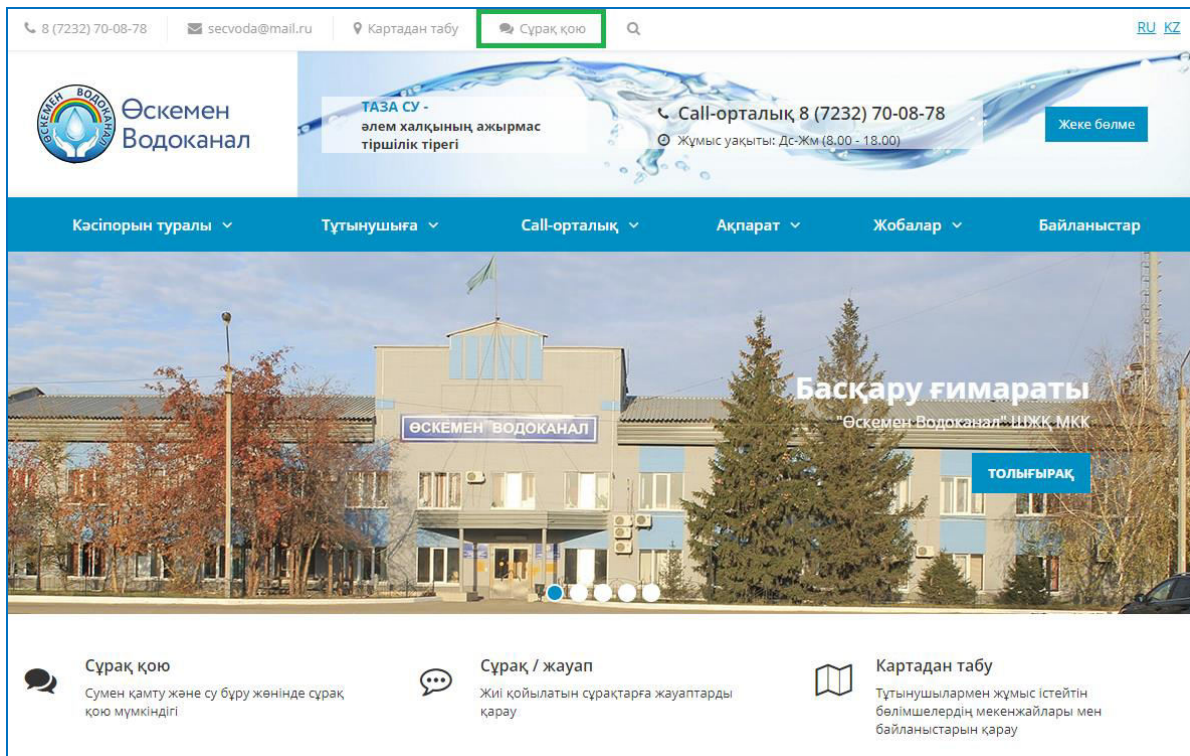 8 (7232) 70-08-78 secvoda@mail.ru Картадан табу Сұрақ қою RU KZ
ӨСКЕМЕН ВОДОКАНАЛ
Өскемен
Водоканал
ТАЗА СУ -
әлем халқының ажырмас
тіршілік тірегі
Call-орталық 8 (7232) 70-08-78
Жұмыс уақыты: Дс-Жм (8.00 - 18.00)
Жеке бөлме
Кәсіпорын туралы Тұтынушыға Call-орталық Ақпарат Жобалар Байланыстар
Басқару ғимараты
"Өскемен Водоканал" ШЖҚ МКК
ӨСКЕМЕН ВОДОКАНАЛ
ТОЛЫҒЫРАҚ
Сұрақ қою
Сумен қамту және су бұру жөнінде сұрақ
қою мүмкіндігі
Сұрақ / жауап
Жиі қойылатын сұрақтарға жауаптарды
қарау
Картадан табу
Тұтынушылармен жұмыс істейтін
бөлімшелердің мекенжайлары мен
байланыстарын қарау